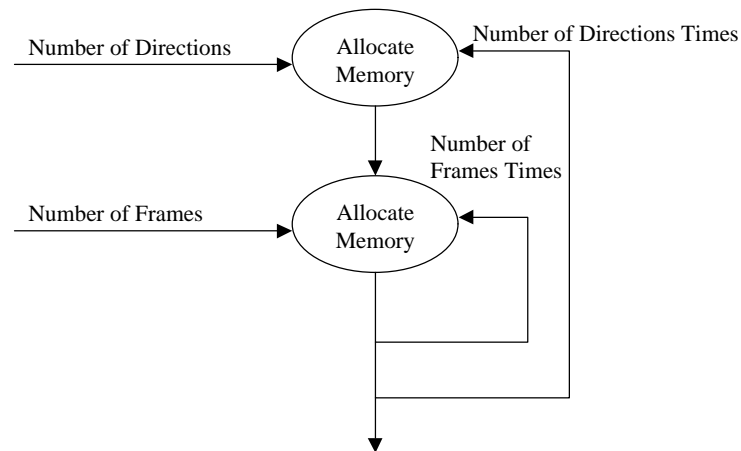 Number of Directions
Allocate
Memory
Number of Directions Times
Number of
Frames Times
Number of Frames
Allocate
Memory